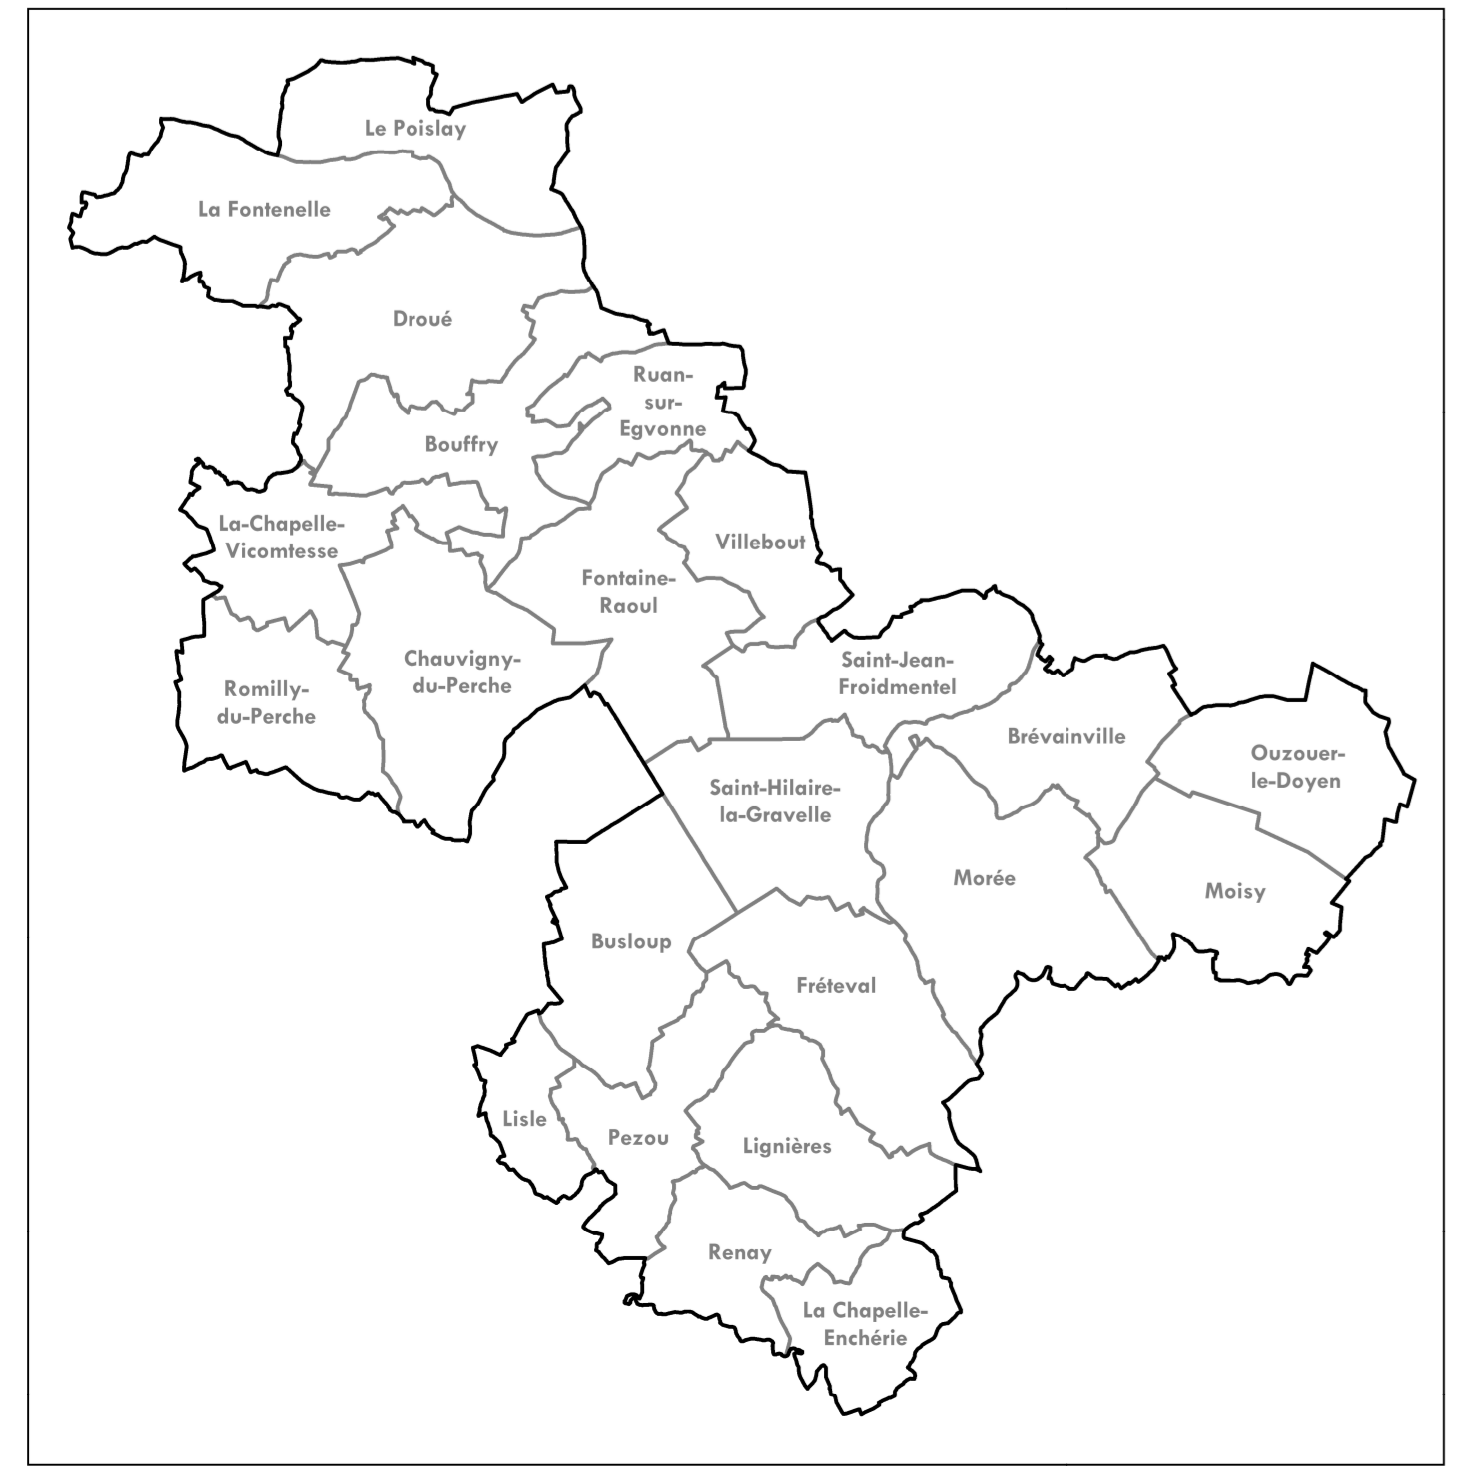 Le Poislay
La Fontenelle
Droué
Ruan-
sur-
Egvonne
Bouffry
La-Chapelle-
Vicomtesse
Villebout
Fontaine-
Raoul
Chauvigny-
du-Perche
Saint-Jean-
Froidmentel
Romilly-
du-Perche
Brévainville
Ouzouer-
le-Doyen
Saint-Hilaire-
la-Gravelle
Morée
Moisy
Busloup
Fréteval
Lisle
Pezou
Lignières
Renay
La Chapelle-
Enchérie